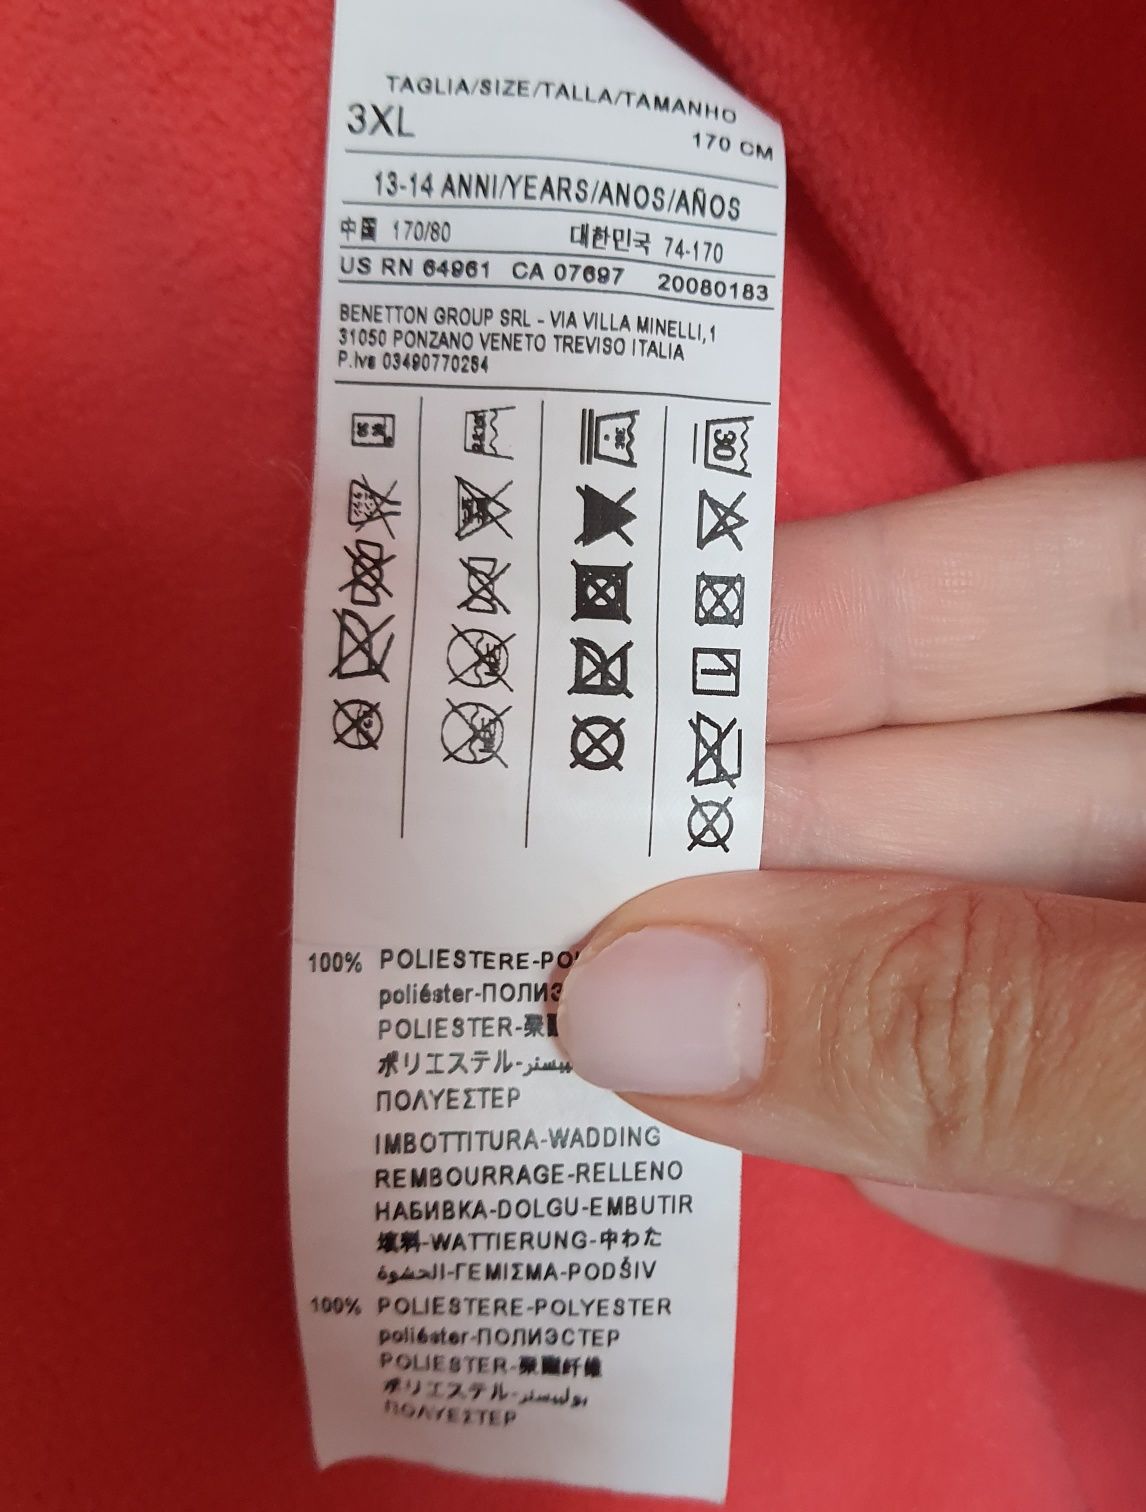 TAGLIA/SIZE/TALLA/TAMANHO
3XL 170 CM
13-14 ANNI/YEARS/ANOS/AÑOS
中国 170/80 대한민국 74-170
US RN 64961 CA 07697 20080183
BENETTON GROUP SRL - VIA VILLA MINELLI,1
31050 PONZANO VENETO TREVISO ITALIA
P.Iva 03490770264
30
100% POLIESTERE-
poliéster-
POLIESTER-
ポリエステル-
ΠΟΛΥΕΣΤΕΡ
IMBOTTITURA-WADDING
REMBOURRAGE-RELLENO
НАБИВКА-DOLGU-EMBUTIR
填料-WATTIERUNG-中わた
الحشوة-ΓΕΜΙΣΜΑ-PODŠIV
100% POLIESTERE-POLYESTER
poliéster-ПОЛИЭСТЕР
POLIESTER-聚酯纤维
ポリエステル-بوليستر
ΠΟΛΥΕΣΤΕΡ